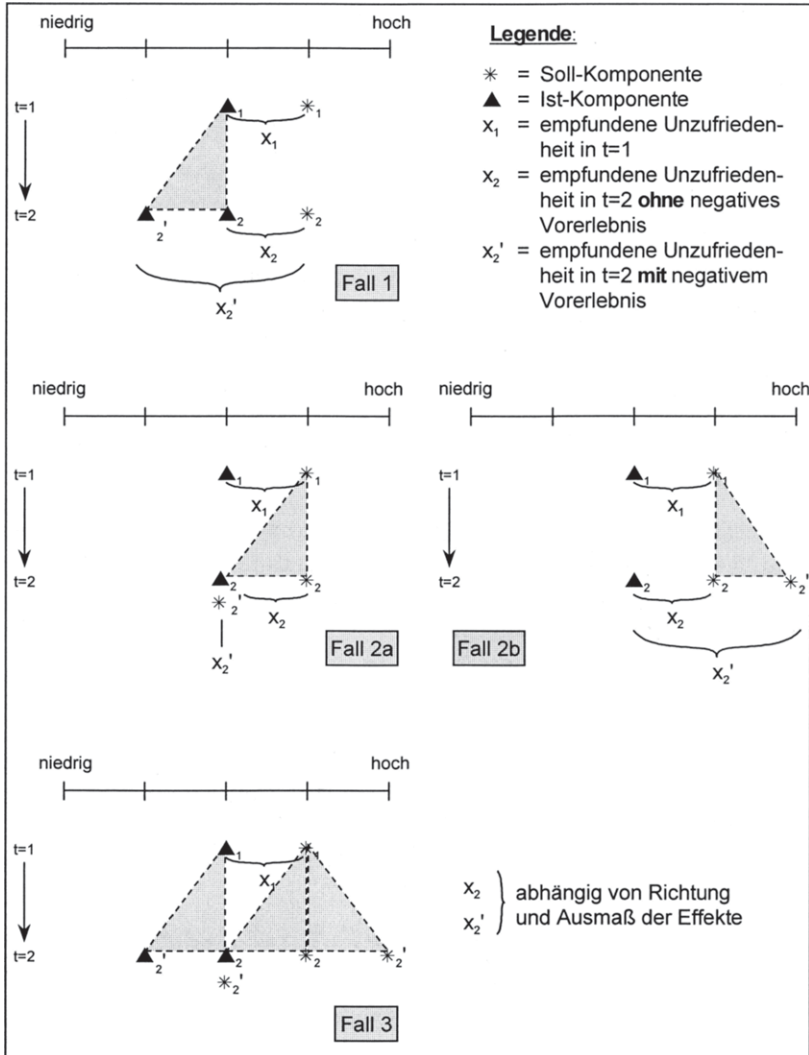 niedrig hoch
Legende:
✳ = Soll-Komponente
▲ = Ist-Komponente
x₁ = empfundene Unzufrieden-
heit in t=1
x₂ = empfundene Unzufrieden-
heit in t=2 ohne negatives
Vorerlebnis
x₂' = empfundene Unzufrieden-
heit in t=2 mit negativem
Vorerlebnis
t=1 ▲₁ ✳₁
x₁
t=2 ▲₂' ▲₂ ✳₂
x₂
x₂'
Fall 1
niedrig hoch
t=1 ▲₁ ✳₁
x₁
t=2 ▲₂ ✳₂
✳₂' x₂
x₂'
Fall 2a
niedrig hoch
t=1 ▲₁ ✳₁
x₁
t=2 ▲₂ ✳₂ ✳₂'
x₂
x₂'
Fall 2b
niedrig hoch
t=1 ▲₁ ✳₁
x₁
t=2 ▲₂' ▲₂ ✳₂ ✳₂'
✳₂'
Fall 3
x₂ abhängig von Richtung
x₂' und Ausmaß der Effekte